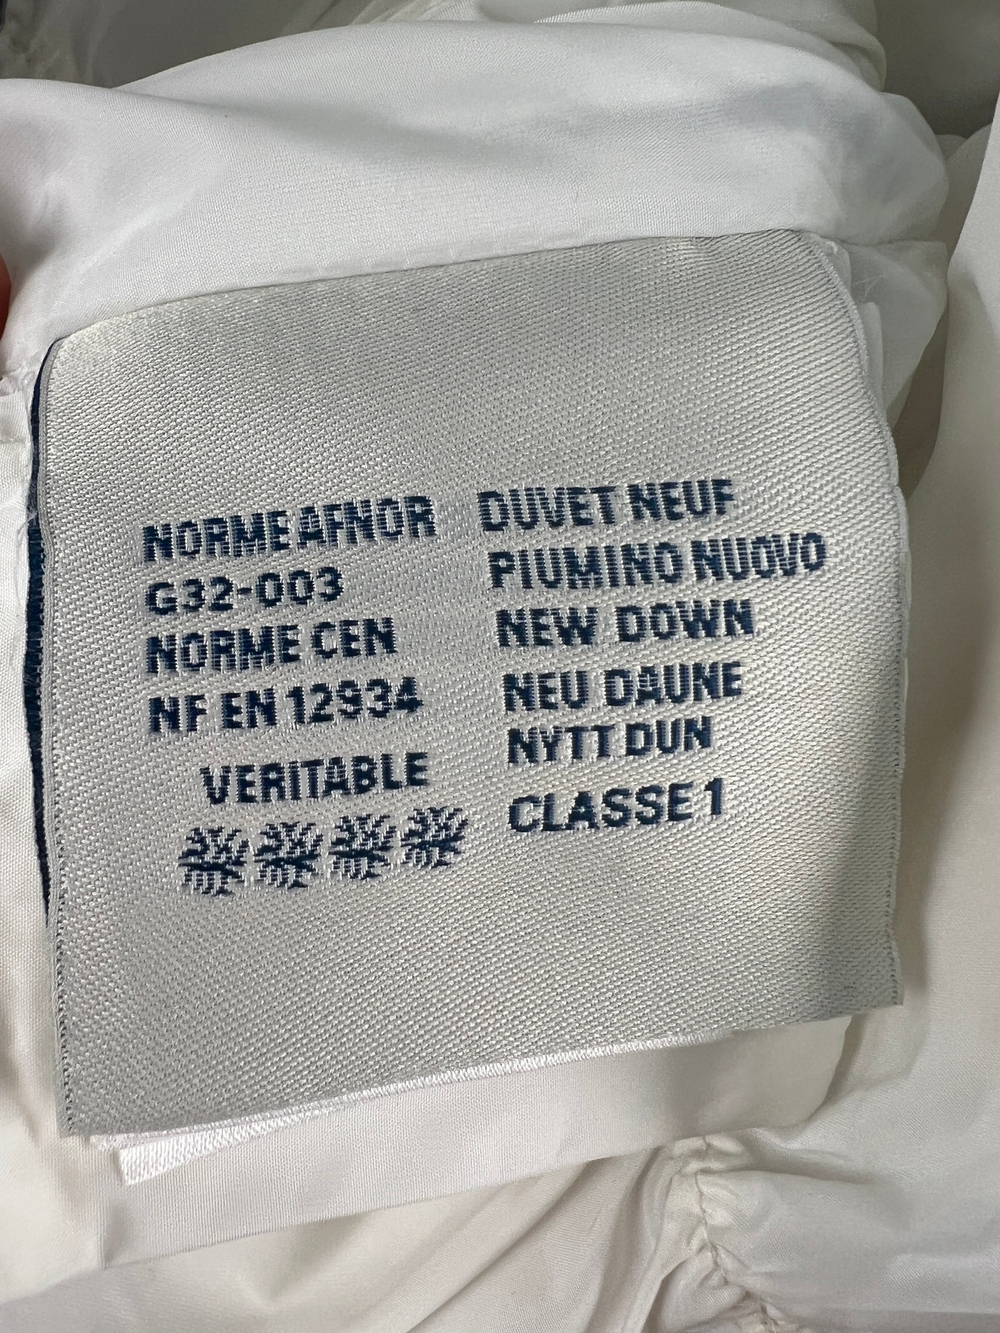 NORME AFNOR
G32-003
NORME CEN
NF EN 12934
VERITABLE
DUVET NEUF
PIUMINO NUOVO
NEW DOWN
NEU DAUNE
NYTT DUN
CLASSE 1